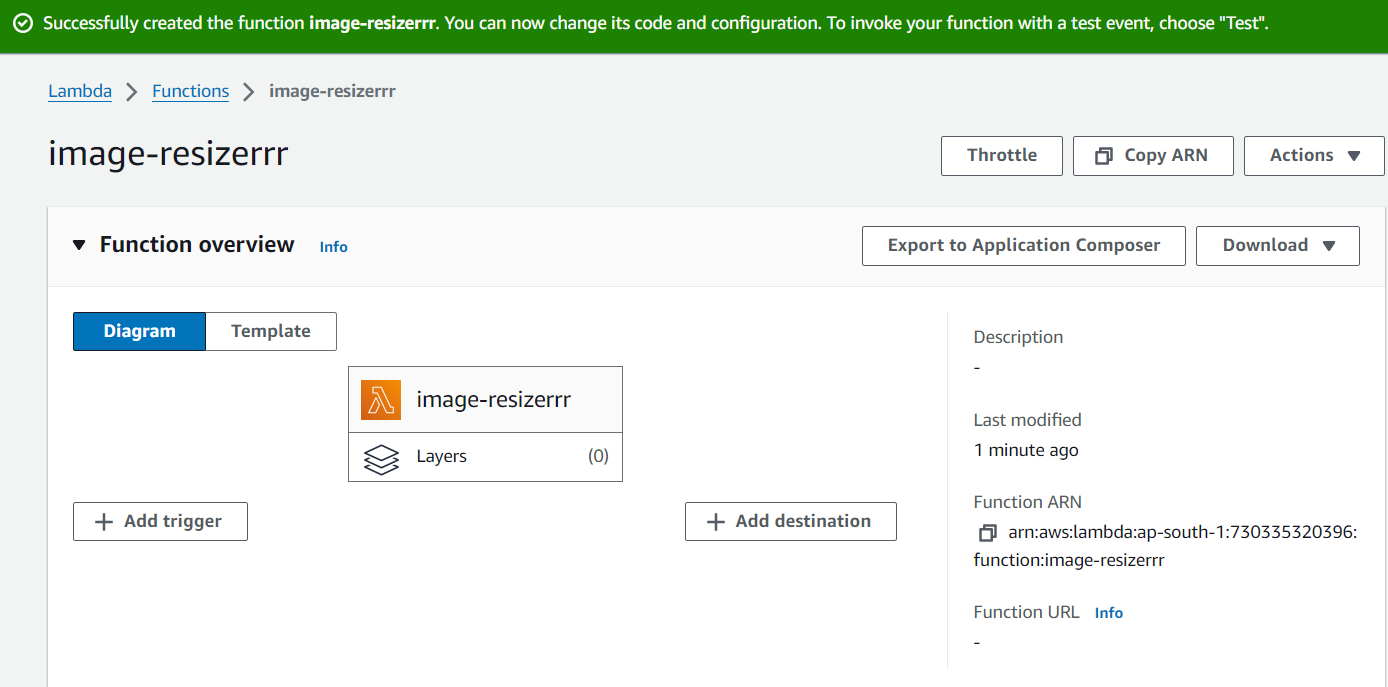 Successfully created the function image-resizerrr. You can now change its code and configuration. To invoke your function with a test event, choose "Test".
Lambda > Functions > image-resizerrr
image-resizerrr
Throttle
Copy ARN
Actions
Function overview Info
Export to Application Composer
Download
Diagram
Template
image-resizerrr
Layers (0)
Add trigger
Add destination
Description
-
Last modified
1 minute ago
Function ARN
arn:aws:lambda:ap-south-1:730335320396:
function:image-resizerrr
Function URL Info
-